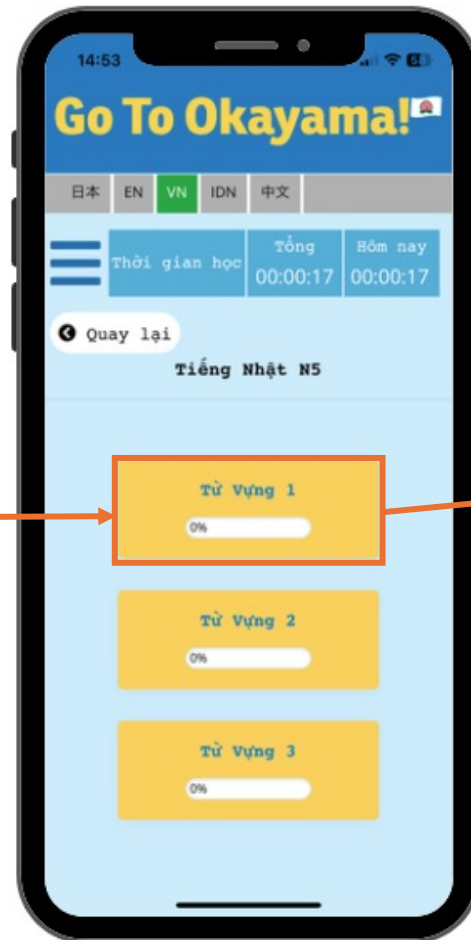 14:53
Go To Okayama!
日本 EN VN IDN 中文
Thời gian học Tổng 00:00:17 Hôm nay 00:00:17
Quay lại
Tiếng Nhật N5
Từ Vựng 1
0%
Từ Vựng 2
0%
Từ Vựng 3
0%